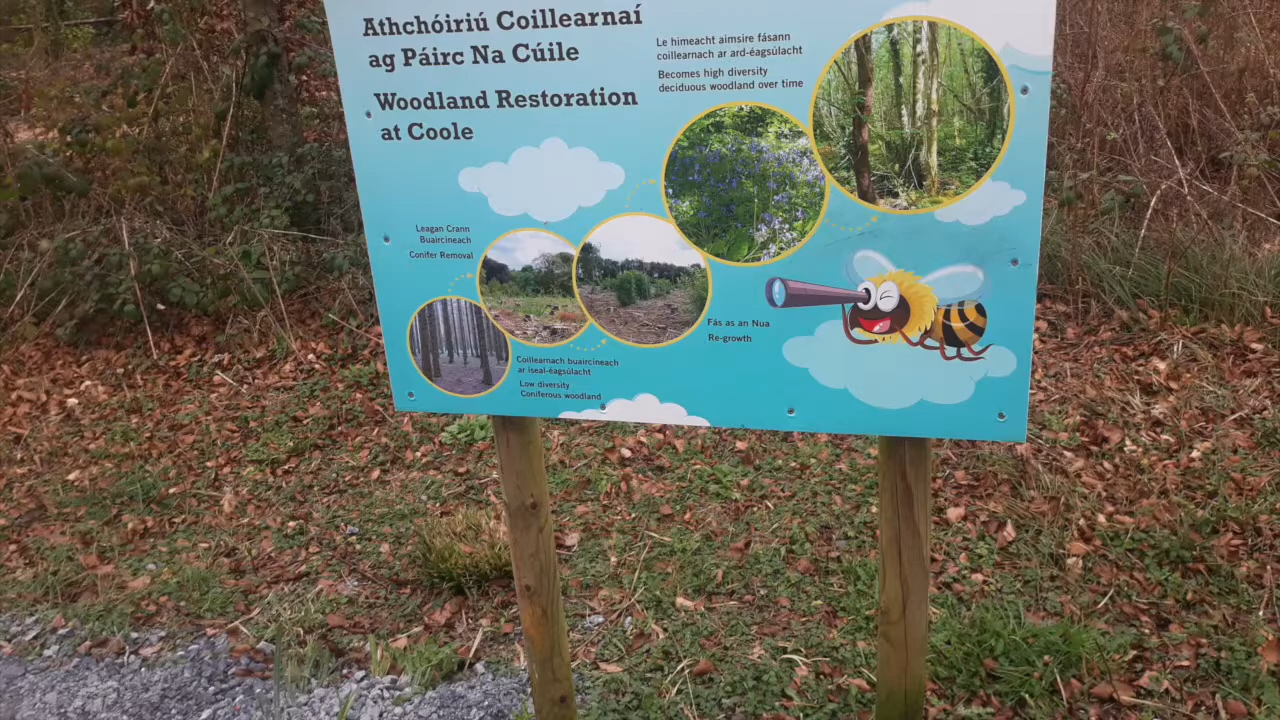 Athchóiriú Coillearnaí
ag Páirc Na Cúile
Woodland Restoration
at Coole
Le himeacht aimsire fásann
coillearnach ar ard-éagsúlacht
Becomes high diversity
deciduous woodland over time
Leagan Crann
Buaircíneach
Conifer Removal
Fás as an Nua
Re-growth
Coillearnach buaircíneach
ar íseal-éagsúlacht
Low diversity
Coniferous woodland